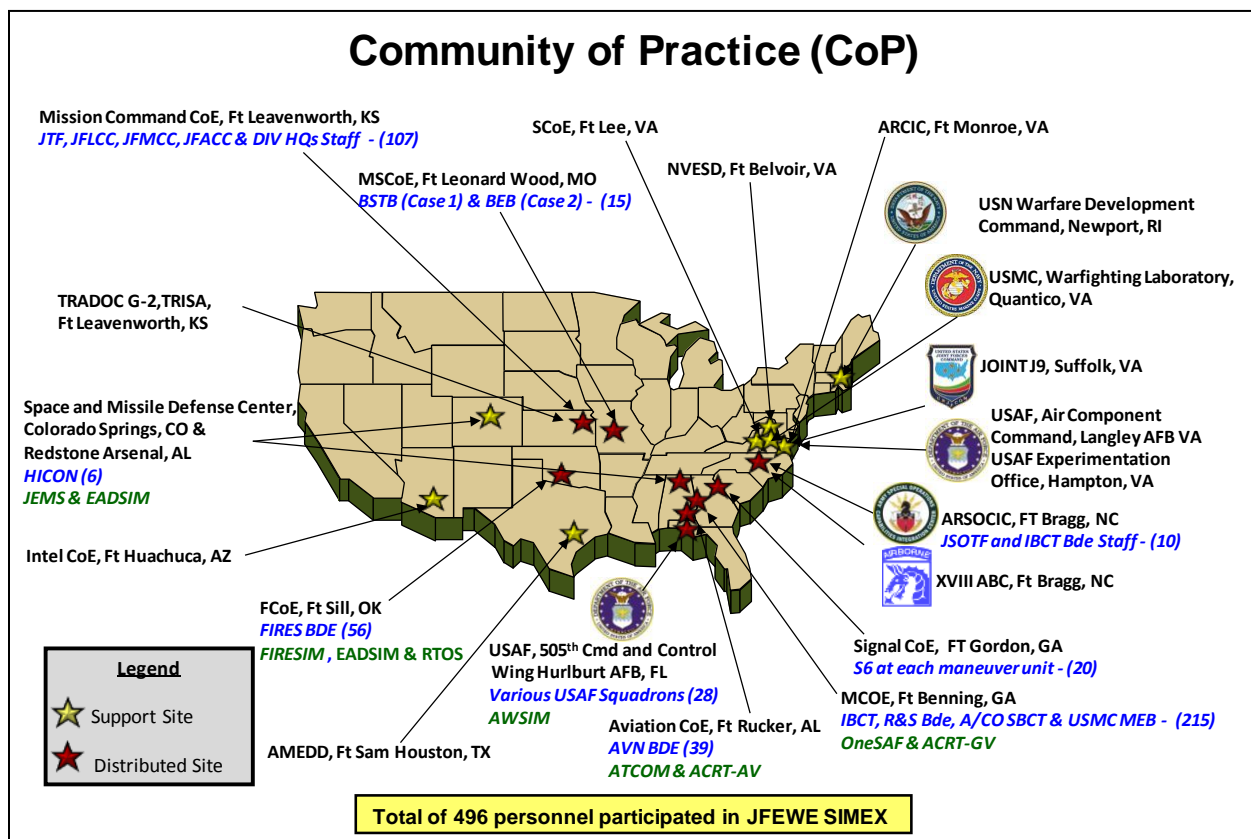 Community of Practice (CoP)
Mission Command CoE, Ft Leavenworth, KS
JTF, JFLCC, JFMCC, JFACC & DIV HQs Staff - (107)
SCoE, Ft Lee, VA
ARCIC, Ft Monroe, VA
MSCoE, Ft Leonard Wood, MO
BSTB (Case 1) & BEB (Case 2) - (15)
NVESD, Ft Belvoir, VA
USN Warfare Development
Command, Newport, RI
USMC, Warfighting Laboratory,
Quantico, VA
TRADOC G-2,TRISA,
Ft Leavenworth, KS
JOINT J9, Suffolk, VA
Space and Missile Defense Center,
Colorado Springs, CO &
Redstone Arsenal, AL
HICON (6)
JEMS & EADSIM
USAF, Air Component
Command, Langley AFB VA
USAF Experimentation
Office, Hampton, VA
ARSOCIC, FT Bragg, NC
JSOTF and IBCT Bde Staff - (10)
Intel CoE, Ft Huachuca, AZ
AIRBORNE
XVIII ABC, Ft Bragg, NC
FCoE, Ft Sill, OK
FIRES BDE (56)
FIRESIM , EADSIM & RTOS
USAF, 505th Cmd and Control
Wing Hurlburt AFB, FL
Various USAF Squadrons (28)
AWSIM
Signal CoE, FT Gordon, GA
S6 at each maneuver unit - (20)
MCOE, Ft Benning, GA
IBCT, R&S Bde, A/CO SBCT & USMC MEB - (215)
OneSAF & ACRT-GV
Aviation CoE, Ft Rucker, AL
AVN BDE (39)
ATCOM & ACRT-AV
AMEDD, Ft Sam Houston, TX
Legend
Support Site
Distributed Site
Total of 496 personnel participated in JFEWE SIMEX